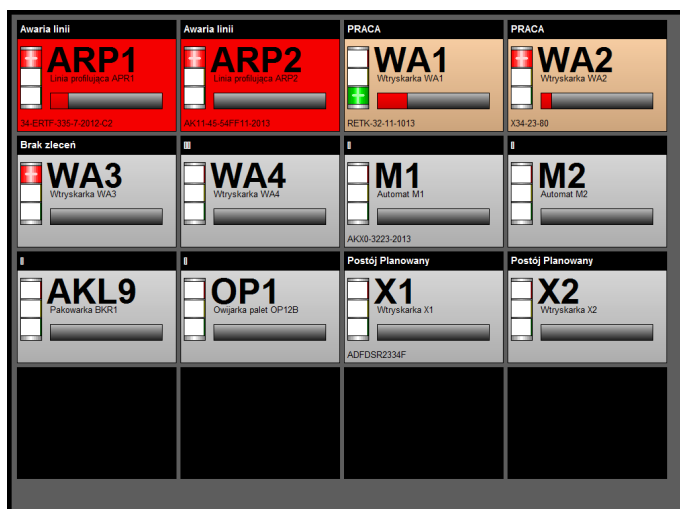 Awaria linii
ARP1
Linia profilująca APR1
34-ERTF-335-7-2012-C2
Awaria linii
ARP2
Linia profilująca ARP2
AK11-45-54FF11-2013
PRACA
WA1
Wtryskarka WA1
RETK-32-11-1013
PRACA
WA2
Wtryskarka WA2
X34-23-80
Brak zleceń
WA3
Wtryskarka WA3
WA4
Wtryskarka WA4
M1
Automat M1
AKX0-3223-2013
M2
Automat M2
AKL9
Pakowarka BKR1
OP1
Owijarka palet OP12B
Postój Planowany
X1
Wtryskarka X1
ADFDSR2334F
Postój Planowany
X2
Wtryskarka X2